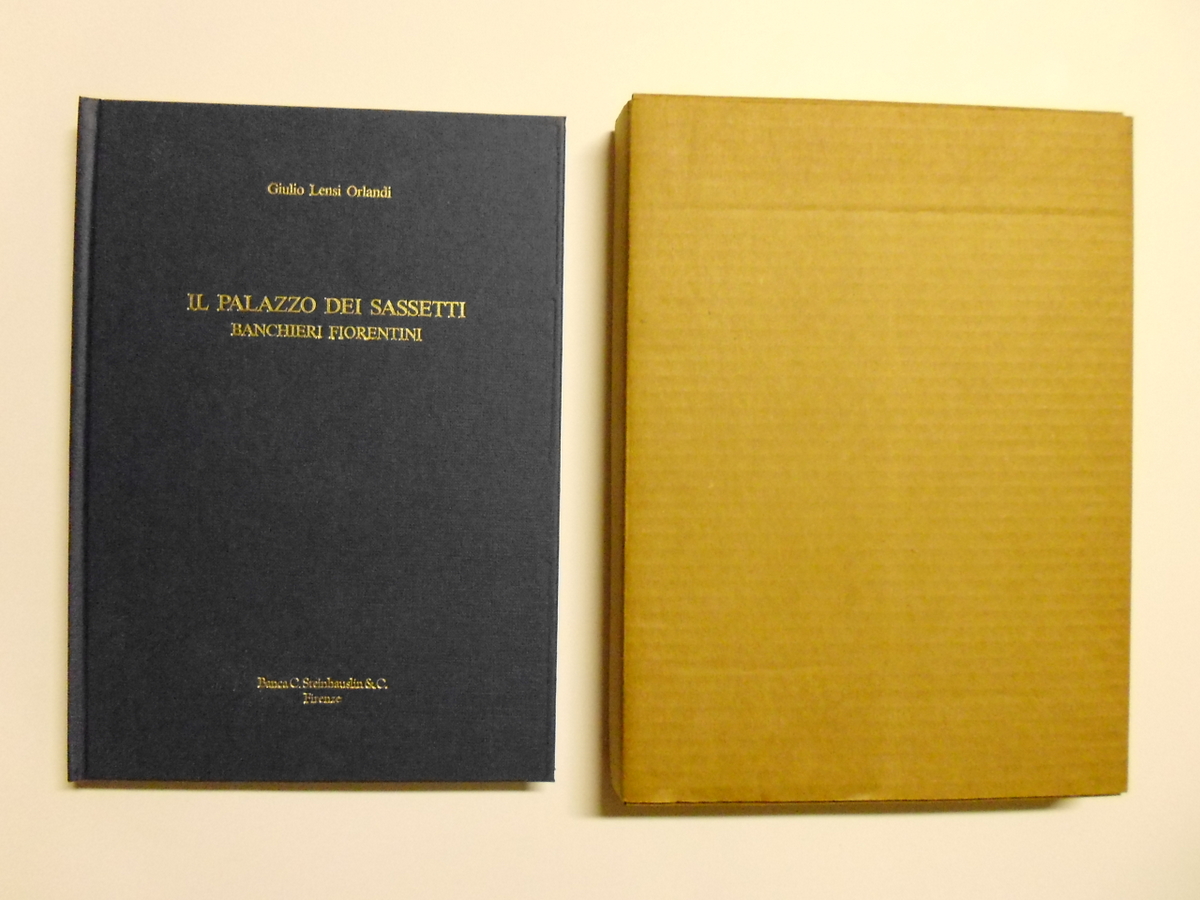 Giulio Lensi Orlandi
IL PALAZZO DEI SASSETTI
BANCHIERI FIORENTINI
Banca C. Steinhauslin & C.
Firenze